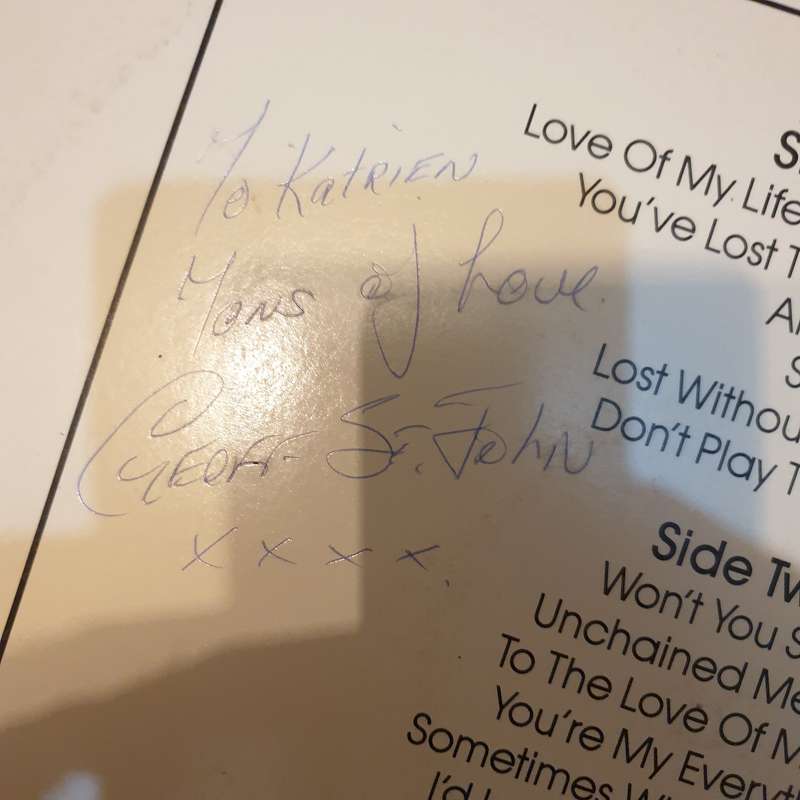 To Katrien
Tons of Love.
Geoff St. John
x x x x.
Love Of My Life
You've Lost
Lost
Don't Play
Side
Won't You
Unchained
To The Love Of
You're My
Sometimes